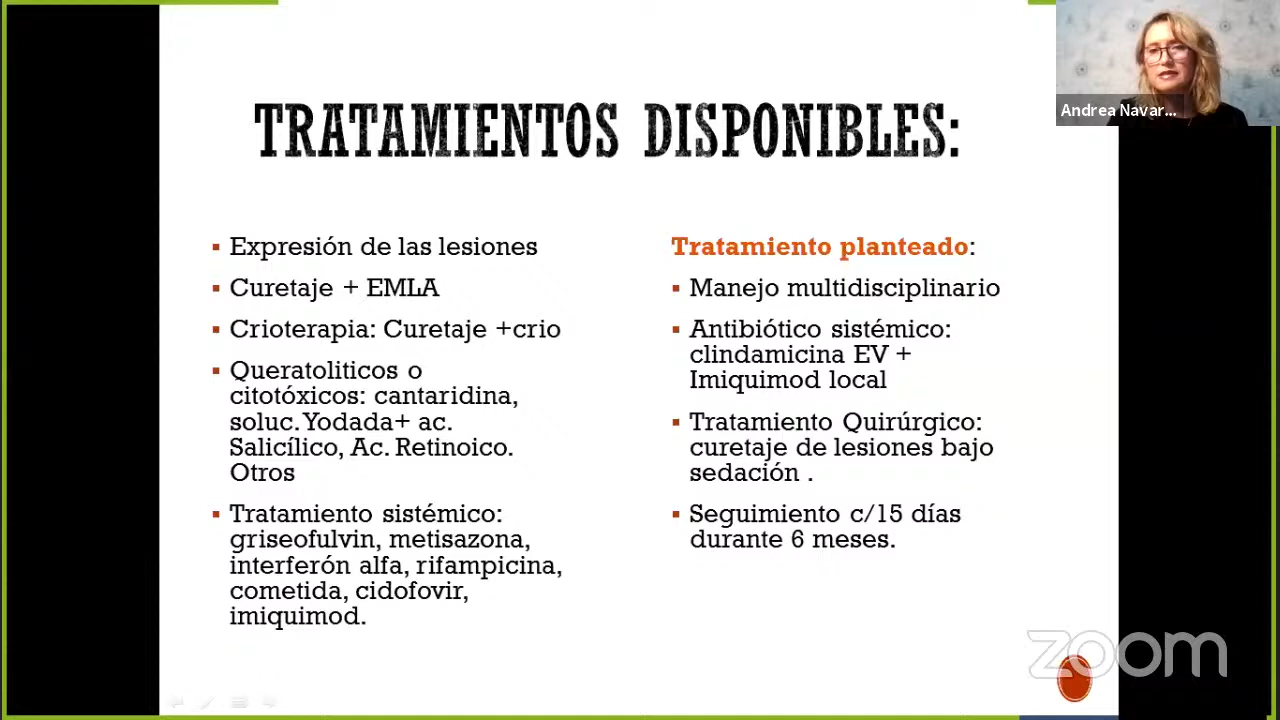 TRATAMIENTOS DISPONIBLES:
Andrea Navar...
▪ Expresión de las lesiones
▪ Curetaje + EMLA
▪ Crioterapia: Curetaje +crio
▪ Queratoliticos o
citotóxicos: cantaridina,
soluc. Yodada+ ac.
Salicílico, Ac. Retinoico.
Otros
▪ Tratamiento sistémico:
griseofulvin, metisazona,
interferón alfa, rifampicina,
cometida, cidofovir,
imiquimod.
Tratamiento planteado:
▪ Manejo multidisciplinario
▪ Antibiótico sistémico:
clindamicina EV +
Imiquimod local
▪ Tratamiento Quirúrgico:
curetaje de lesiones bajo
sedación .
▪ Seguimiento c/15 días
durante 6 meses.
zoom